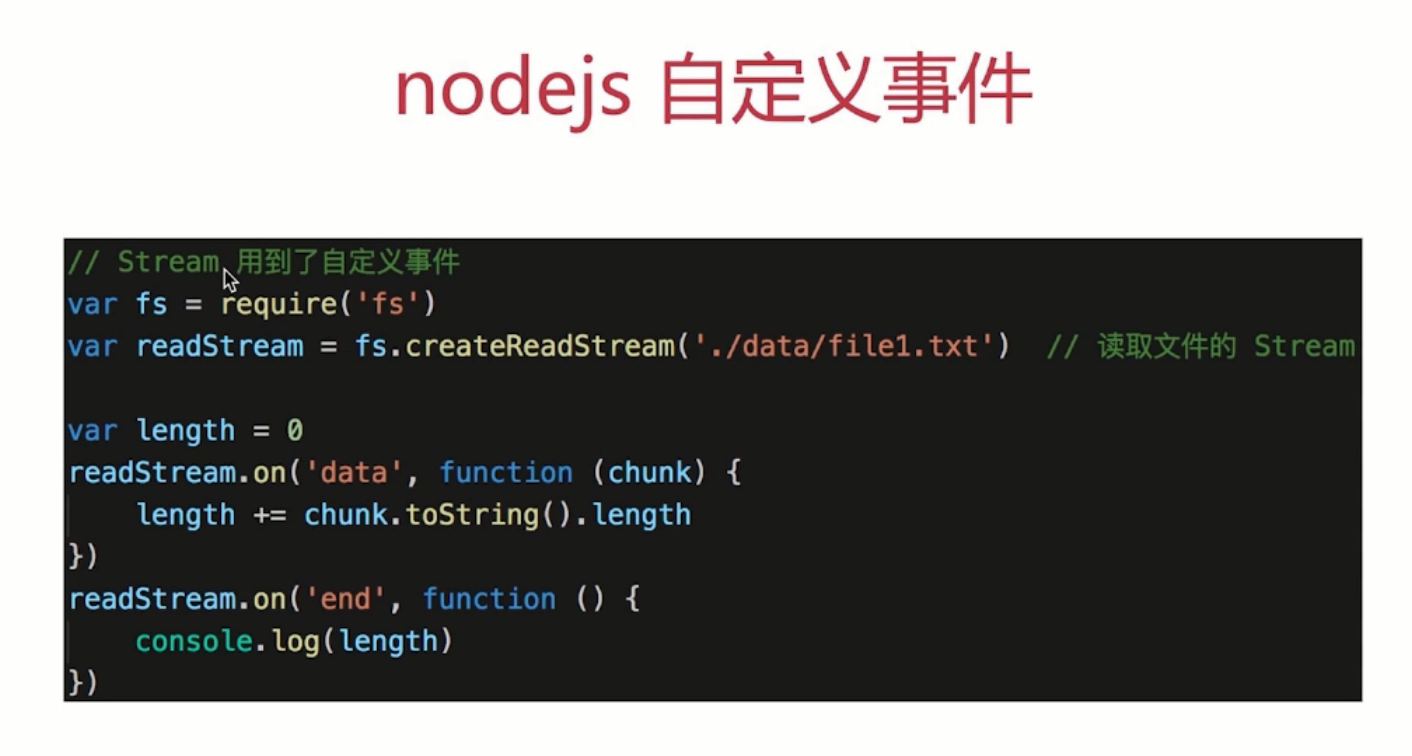 nodejs 自定义事件
// Stream 用到了自定义事件
var fs = require('fs')
var readStream = fs.createReadStream('./data/file1.txt')  // 读取文件的 Stream
var length = 0
readStream.on('data', function (chunk) {
    length += chunk.toString().length
})
readStream.on('end', function () {
    console.log(length)
})